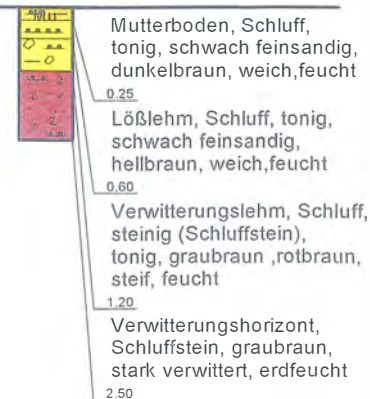 Mu
Mutterboden, Schluff,
tonig, schwach feinsandig,
dunkelbraun, weich,feucht
0.25
Lößlehm, Schluff, tonig,
schwach feinsandig,
hellbraun, weich,feucht
0.60
Verwitterungslehm, Schluff,
steinig (Schluffstein),
tonig, graubraun ,rotbraun,
steif, feucht
1.20
Verwitterungshorizont,
Schluffstein, graubraun,
stark verwittert, erdfeucht
2.50